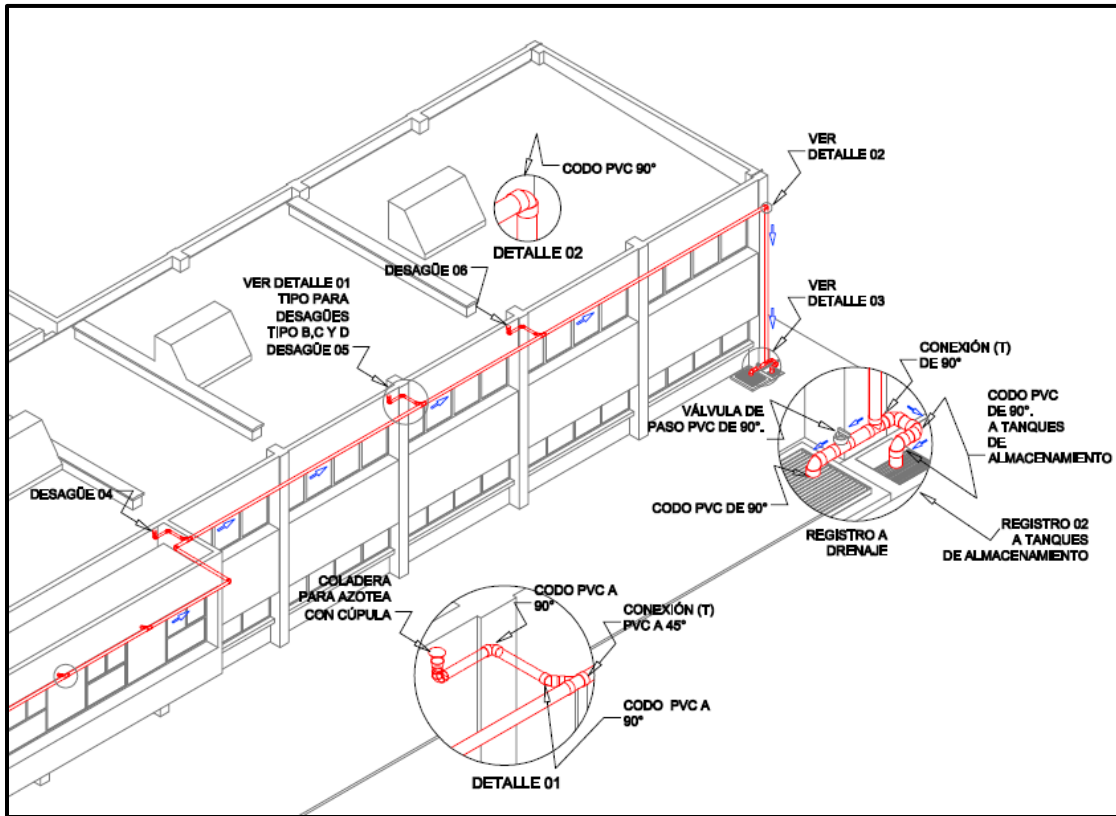 VER
DETALLE 02
CODO PVC 90°
DETALLE 02
DESAGÜE 06
VER DETALLE 01
TIPO PARA
DESAGÜES
TIPO B,C Y D
DESAGÜE 05
VER
DETALLE 03
CONEXIÓN (T)
DE 90°
CODO PVC
DE 90°.
A TANQUES
DE
ALMACENAMIENTO
VÁLVULA DE
PASO PVC DE 90°.
CODO PVC DE 90°
REGISTRO A
DRENAJE
REGISTRO 02
A TANQUES
DE ALMACENAMIENTO
DESAGÜE 04
COLADERA
PARA AZOTEA
CON CÚPULA
CODO PVC A
90°
CONEXIÓN (T)
PVC A 45°
CODO PVC A
90°
DETALLE 01